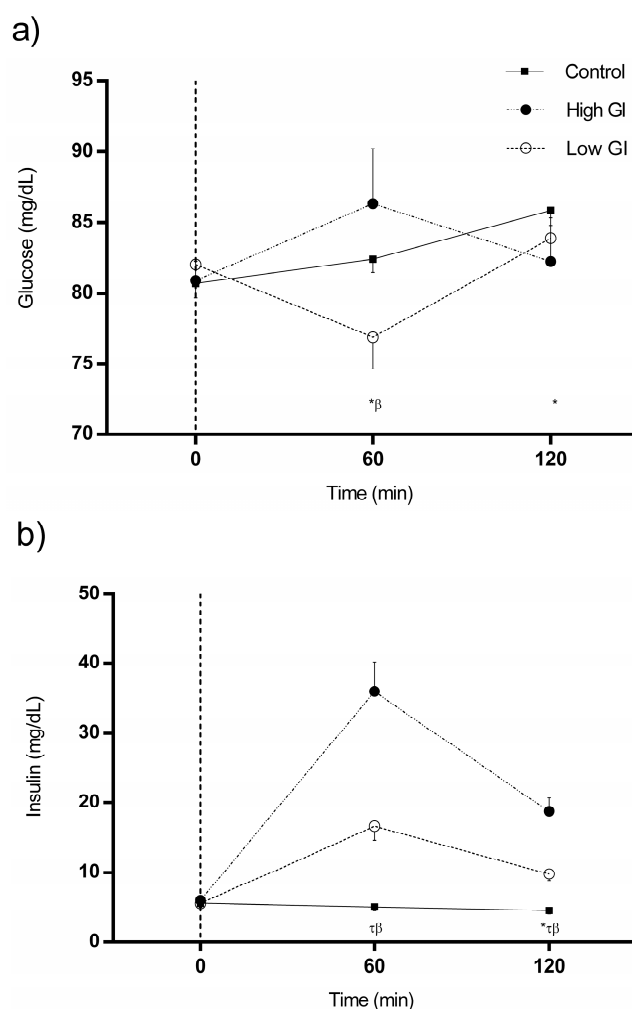 a)
Control
High GI
Low GI
95
90
85
80
75
70
Glucose (mg/dL)
*β
*
0
60
120
Time (min)
b)
50
40
30
20
10
0
Insulin (mg/dL)
τβ
*τβ
0
60
120
Time (min)